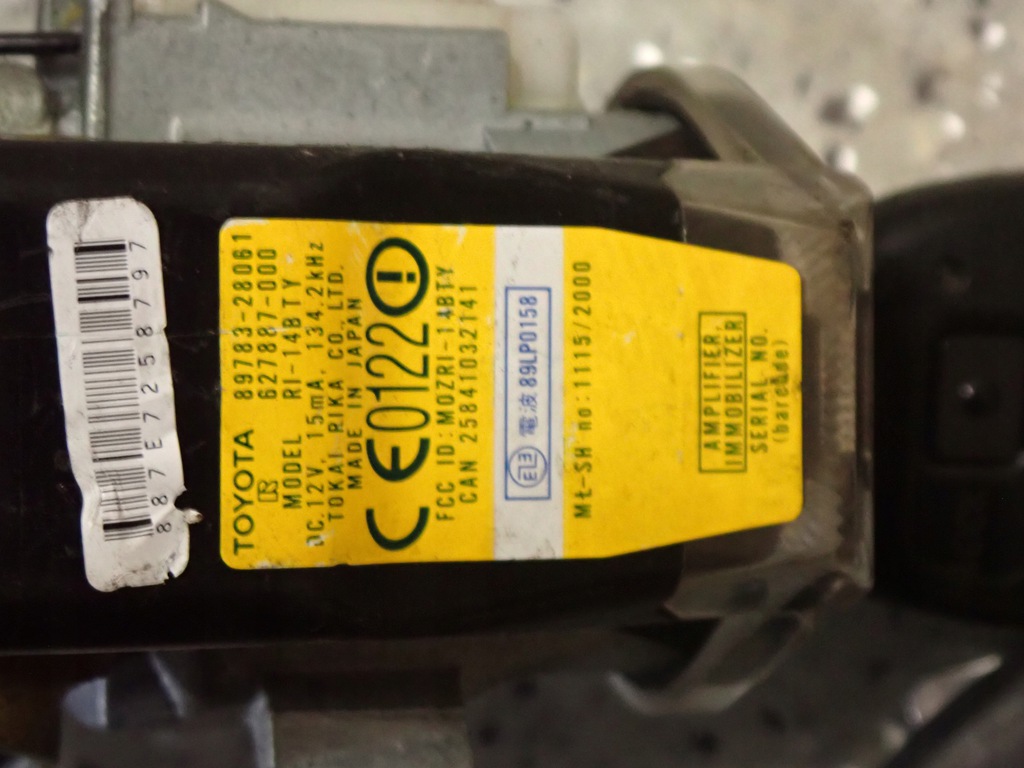 887E7258797
TOYOTA 89783-28061
627887-000
MODEL RI-14BTY
DC.12V, 15mA, 134.2kHz
TOKAI RIKA. CO. LTD.
MADE IN JAPAN
CE0122
FCC ID:MOZRI-14BTY
CAN 25841032141
電波 89LP0158
Mt-SH no:1115/2000
AMPLIFIER,
IMMOBILIZER
SERIAL NO.
(barcode)